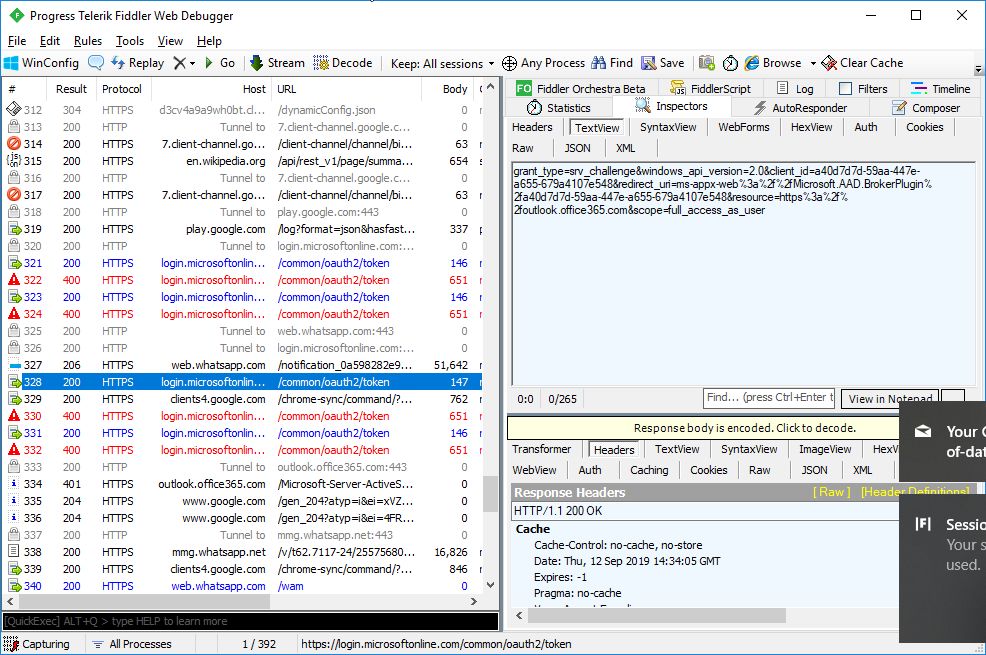 Progress Telerik Fiddler Web Debugger
File Edit Rules Tools View Help
WinConfig Replay Go Stream Decode Keep: All sessions Any Process Find Save Browse Clear Cache
# Result Protocol Host URL Body C
312 304 HTTPS d3cv4a9a9wh0bt.cl... /dynamicConfig.json 0
313 200 HTTP Tunnel to 7.client-channel.google.c... 0
314 200 HTTPS 7.client-channel.goo... /client-channel/channel/bi... 63 r
315 200 HTTPS en.wikipedia.org /api/rest_v1/page/summa... 654 s
316 200 HTTP Tunnel to 7.client-channel.google.c... 0
317 200 HTTPS 7.client-channel.goo... /client-channel/channel/bi... 63 r
318 200 HTTP Tunnel to play.google.com:443 0
319 200 HTTPS play.google.com /log?format=json&hasfast... 337 p
320 200 HTTP Tunnel to login.microsoftonline.com:... 0
321 200 HTTPS login.microsoftonlin... /common/oauth2/token 146 r
322 400 HTTPS login.microsoftonlin... /common/oauth2/token 651 r
323 200 HTTPS login.microsoftonlin... /common/oauth2/token 146 r
324 400 HTTPS login.microsoftonlin... /common/oauth2/token 651 r
325 200 HTTP Tunnel to web.whatsapp.com:443 0
326 200 HTTP Tunnel to login.microsoftonline.com:... 0
327 206 HTTPS web.whatsapp.com /notification_0a598282e9... 51,642 r
328 200 HTTPS login.microsoftonlin... /common/oauth2/token 147 r
329 200 HTTPS clients4.google.com /chrome-sync/command/?... 762 r
330 400 HTTPS login.microsoftonlin... /common/oauth2/token 651 r
331 200 HTTPS login.microsoftonlin... /common/oauth2/token 147 r
332 400 HTTPS login.microsoftonlin... /common/oauth2/token 651 r
333 200 HTTP Tunnel to outlook.office365.com:443 0
334 401 HTTPS outlook.office365.com /Microsoft-Server-ActiveS... 0
335 204 HTTPS www.google.com /gen_204?atyp=i&ei=xVZ... 0
336 204 HTTPS www.google.com /gen_204?atyp=i&ei=4FR... 0
337 200 HTTP Tunnel to mmg.whatsapp.net:443 0
338 200 HTTPS mmg.whatsapp.net /v/t62.7117-24/25575680... 16,826 r
339 200 HTTPS clients4.google.com /chrome-sync/command/?... 846 r
340 200 HTTPS web.whatsapp.com /wam 0
[QuickExec] ALT+Q > type HELP to learn more
Capturing All Processes 1 / 392 https://login.microsoftonline.com/common/oauth2/token
FO Fiddler Orchestra Beta FiddlerScript Log Filters Timeline
Statistics Inspectors AutoResponder Composer
Headers TextView SyntaxView WebForms HexView Auth Cookies
Raw JSON XML
grant_type=srv_challenge&windows_api_version=2.0&client_id=a40d7d7d-59aa-447e-
a655-679a4107e548&redirect_uri=ms-appx-web%3a%2f%2fMicrosoft.AAD.BrokerPlugin%
2fa40d7d7d-59aa-447e-a655-679a4107e548&resource=https%3a%2f%
2foutlook.office365.com&scope=full_access_as_user
0:0 0/265 Find... (press Ctrl+Enter t View in Notepad
Response body is encoded. Click to decode.
Transformer Headers TextView SyntaxView ImageView HexV
WebView Auth Caching Cookies Raw JSON XML
Response Headers [ Raw ] [Header Definitions]
HTTP/1.1 200 OK
Cache
Cache-Control: no-cache, no-store
Date: Thu, 12 Sep 2019 14:34:05 GMT
Expires: -1
Pragma: no-cache
Your
of-dat
Sessio
Your s
used.